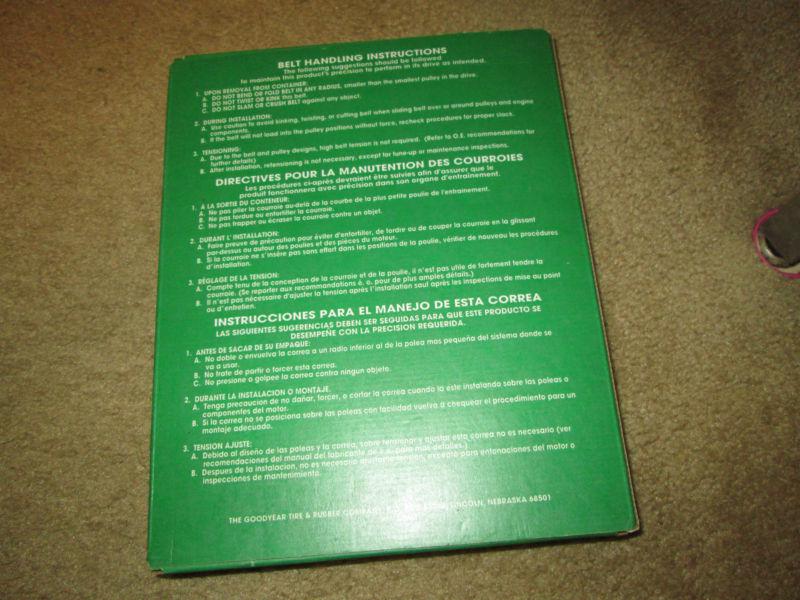 BELT HANDLING INSTRUCTIONS
The following suggestions should be followed
to maintain this product's precision to perform in its drive as intended.
1. UPON REMOVAL FROM CONTAINER:
A. DO NOT BEND OR FOLD BELT IN ANY RADIUS, smaller than the smallest pulley in the drive.
B. DO NOT TWIST OR KINK this belt.
C. DO NOT SLAM OR CRUSH BELT against any object.
2. DURING INSTALLATION:
A. Use caution to avoid kinking, twisting, or cutting belt when sliding belt over or around pulleys and engine
components.
B. If the belt will not load into the pulley positions without force, recheck procedures for proper slack.
3. TENSIONING:
A. Due to the belt and pulley designs, high belt tension is not required. (Refer to O.E. recommendations for
further details)
B. After installation, retensioning is not necessary, except for tune-up or maintenance inspections.
DIRECTIVES POUR LA MANUTENTION DES COURROIES
Les procédures ci-après devraient être suivies afin d'assurer que le
produit fonctionnera avec précision dans son organe d'entrainement.
1. À LA SORTIE DU CONTENEUR:
A. Ne pas plier la courroie au-delà de la courbe de la plus petite poulie de l'entrainement.
B. Ne pas tordue ou entortiller la courroie.
C. Ne pas frapper ou écraser la courroie contre un objet.
2. DURANT L' INSTALLATION:
A. Faire preuve de précaution pour éviter d'entortiller, de tordre ou de couper la courroie en la glissant
par-dessus ou autour des poulies et des pièces du moteur.
B. Si la courroie ne s'insère pas sans effort dans les positions de la poulie, vérifier de nouveau les procédures
d'installation.
3. RÉGLAGE DE LA TENSION:
A. Compte tenu de la conception de la courroie et de la poulie, il n'est pas utile de fortement tendre la
courroie. (Se reporter aux recommandations é. o. pour de plus amples détails.)
B. Il n'est pas nécessaire d'ajuster la tension après l'installation sauf après les inspections de mise au point
ou d'entretien.
INSTRUCCIONES PARA EL MANEJO DE ESTA CORREA
LAS SIGUIENTES SUGERENCIAS DEBEN SER SEGUIDAS PARA QUE ESTE PRODUCTO SE
DESEMPEÑE CON LA PRECISION REQUERIDA.
1. ANTES DE SACAR DE SU EMPAQUE:
A. No doble o envuelva la correa a un radio inferior al de la polea mas pequeña del sistema donde se
va a usar.
B. No trate de partir o forcer esta correa.
C. No presione o golpee la correa contra ningun objeto.
2. DURANTE LA INSTALACION O MONTAJE.
A. Tenga precaucion de no dañar, forcer, o cortar la correa cuando la este instalando sobre las poleas o
componentes del motor.
B. Si la correa no se posiciona sobre las poleas con facilidad vuelva a chequear el procedimiento para un
montaje adecuado.
3. TENSION AJUSTE:
A. Debido al diseño de las poleas y la correa, sobre tensionar y ajustar esta correa no es necesario (ver
recomendaciones del manual del fabricante de e.o. para mas detalles.)
B. Despues de la instalacion, no es necesario tension, excepto para entonaciones del motor o
inspecciones de mantenimiento.
THE GOODYEAR TIRE & RUBBER COMPANY, LINCOLN, NEBRASKA 68501